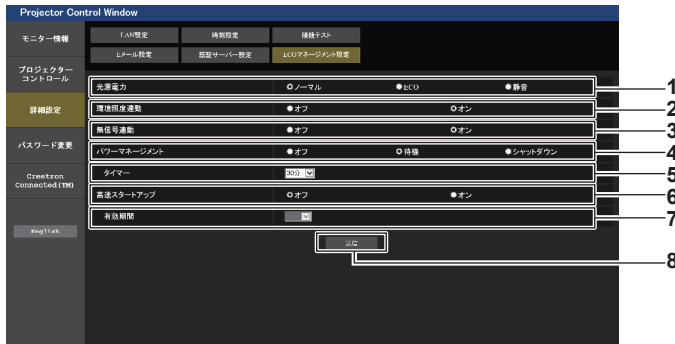 Projector Control Window
モニター情報
プロジェクター
コントロール
詳細設定
パスワード変更
Crestron
Connected(TM)
English
LAN設定 時刻設定 接続テスト
Eメール設定 認証サーバー設定 ECOマネージメント設定
光源電力 ノーマル ECO 静音 1
環境照度連動 オフ オン 2
無信号連動 オフ オン 3
パワーマネージメント オフ 待機 シャットダウン 4
タイマー 30分 5
高速スタートアップ オフ オン 6
有効期間 7
送信 8